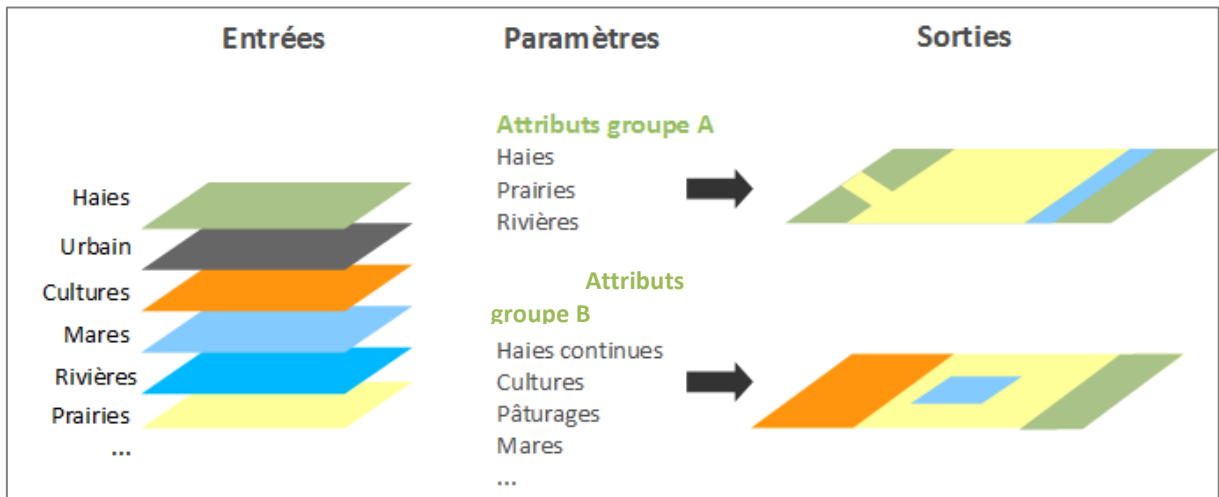 Entrées
Paramètres
Sorties
Haies
Urbain
Cultures
Mares
Rivières
Prairies
...
Attributs groupe A
Haies
Prairies
Rivières
Attributs
groupe B
Haies continues
Cultures
Pâturages
Mares
...